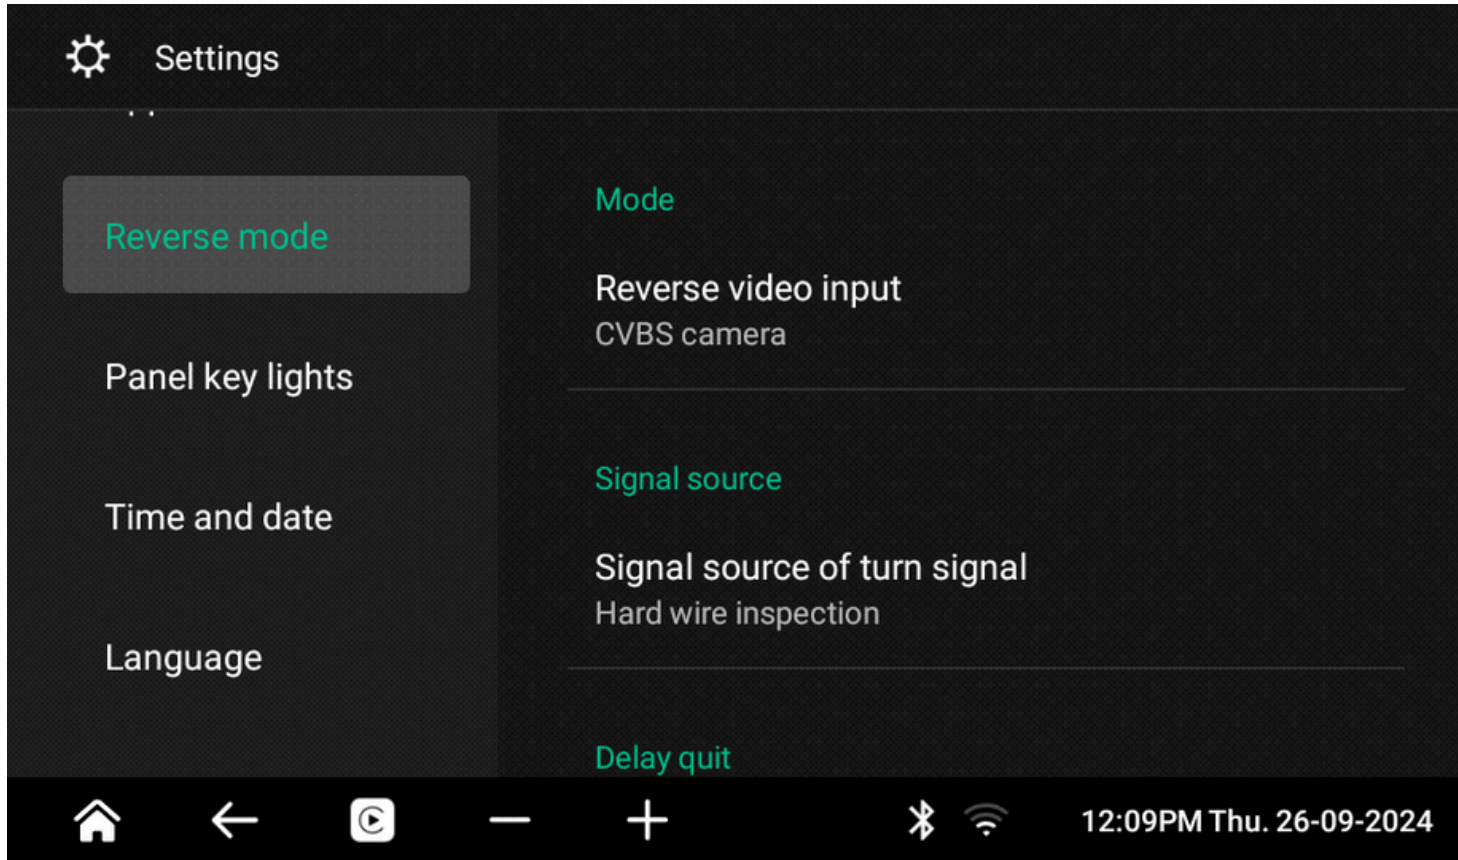 Settings
Reverse mode
Panel key lights
Time and date
Language
Mode
Reverse video input
CVBS camera
Signal source
Signal source of turn signal
Hard wire inspection
Delay quit
12:09PM Thu. 26-09-2024